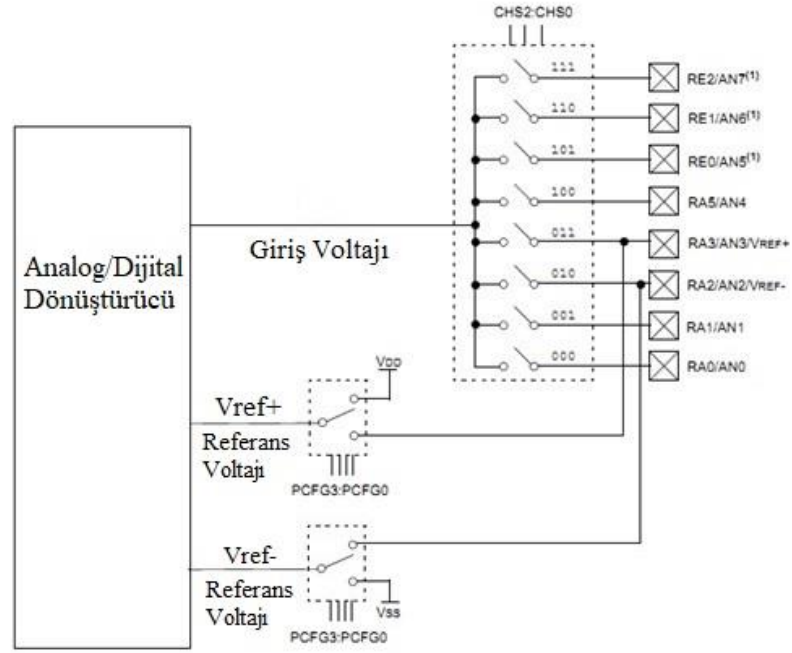 CHS2:CHS0
111
RE2/AN7(1)
110
RE1/AN6(1)
101
RE0/AN5(1)
100
RA5/AN4
Giriş Voltajı
011
RA3/AN3/VREF+
Analog/Dijital
Dönüştürücü
010
RA2/AN2/VREF-
001
RA1/AN1
000
RA0/AN0
VDD
Vref+
Referans
Voltajı
PCFG3:PCFG0
Vref-
Referans
Voltajı
Vss
PCFG3:PCFG0